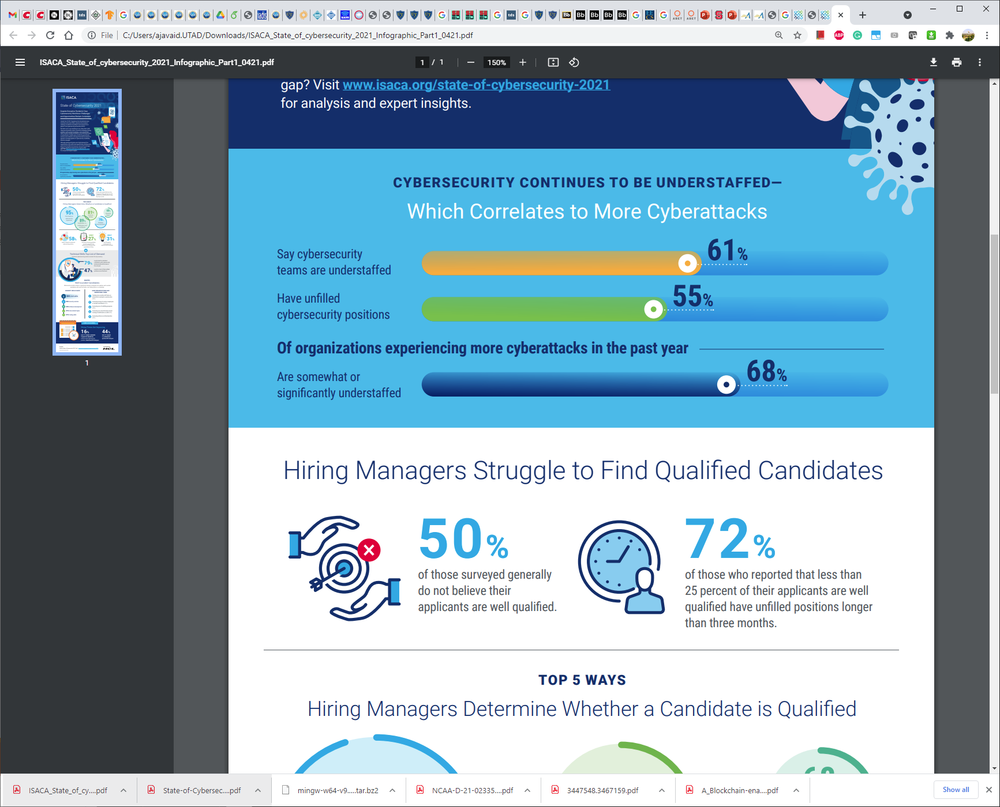 File
C:/Users/ajavaid.UTAD/Downloads/ISACA_State_of_cybersecurity_2021_Infographic_Part1_0421.pdf
ISACA_State_of_cybersecurity_2021_Infographic_Part1_0421.pdf
1 / 1
150%
gap? Visit www.isaca.org/state-of-cybersecurity-2021
for analysis and expert insights.
CYBERSECURITY CONTINUES TO BE UNDERSTAFFED—
Which Correlates to More Cyberattacks
Say cybersecurity
teams are understaffed
61%
Have unfilled
cybersecurity positions
55%
Of organizations experiencing more cyberattacks in the past year
Are somewhat or
significantly understaffed
68%
Hiring Managers Struggle to Find Qualified Candidates
50%
of those surveyed generally
do not believe their
applicants are well qualified.
72%
of those who reported that less than
25 percent of their applicants are well
qualified have unfilled positions longer
than three months.
TOP 5 WAYS
Hiring Managers Determine Whether a Candidate is Qualified
1
ISACA_State_of_cy....pdf
State-of-Cybersec....pdf
mingw-w64-v9.....tar.bz2
NCAA-D-21-02335....pdf
3447548.3467159.pdf
A_Blockchain-ena....pdf
Show all